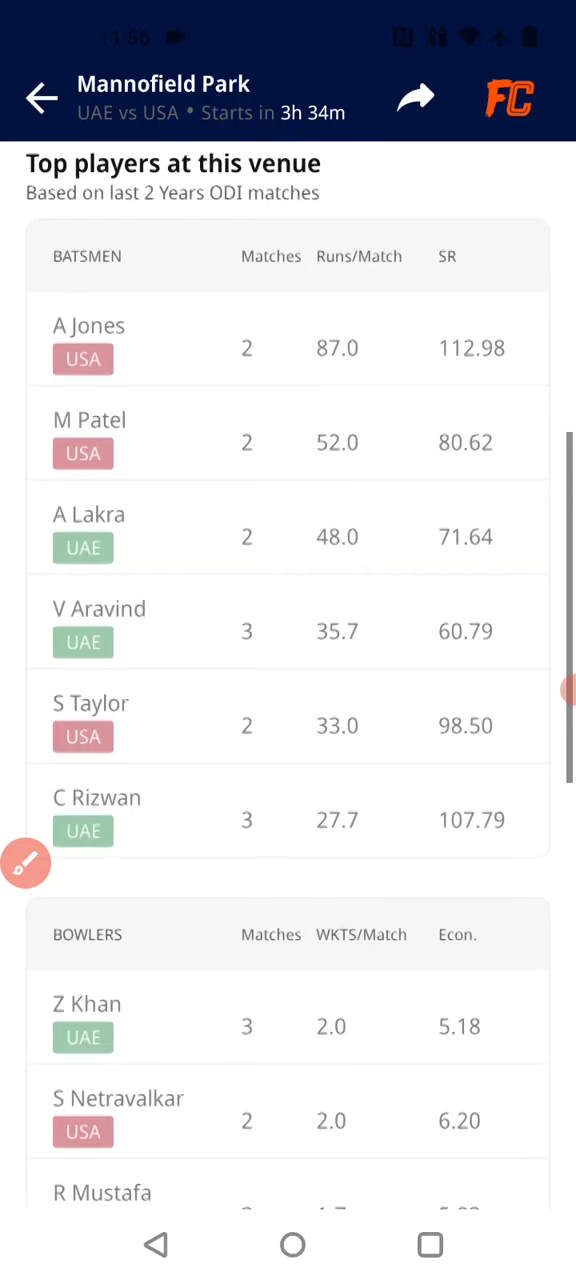 11:56
Mannofield Park
UAE vs USA • Starts in 3h 34m
FC
Top players at this venue
Based on last 2 Years ODI matches
BATSMEN Matches Runs/Match SR
A Jones
USA 2 87.0 112.98
M Patel
USA 2 52.0 80.62
A Lakra
UAE 2 48.0 71.64
V Aravind
UAE 3 35.7 60.79
S Taylor
USA 2 33.0 98.50
C Rizwan
UAE 3 27.7 107.79
BOWLERS Matches WKTS/Match Econ.
Z Khan
UAE 3 2.0 5.18
S Netravalkar
USA 2 2.0 6.20
R Mustafa